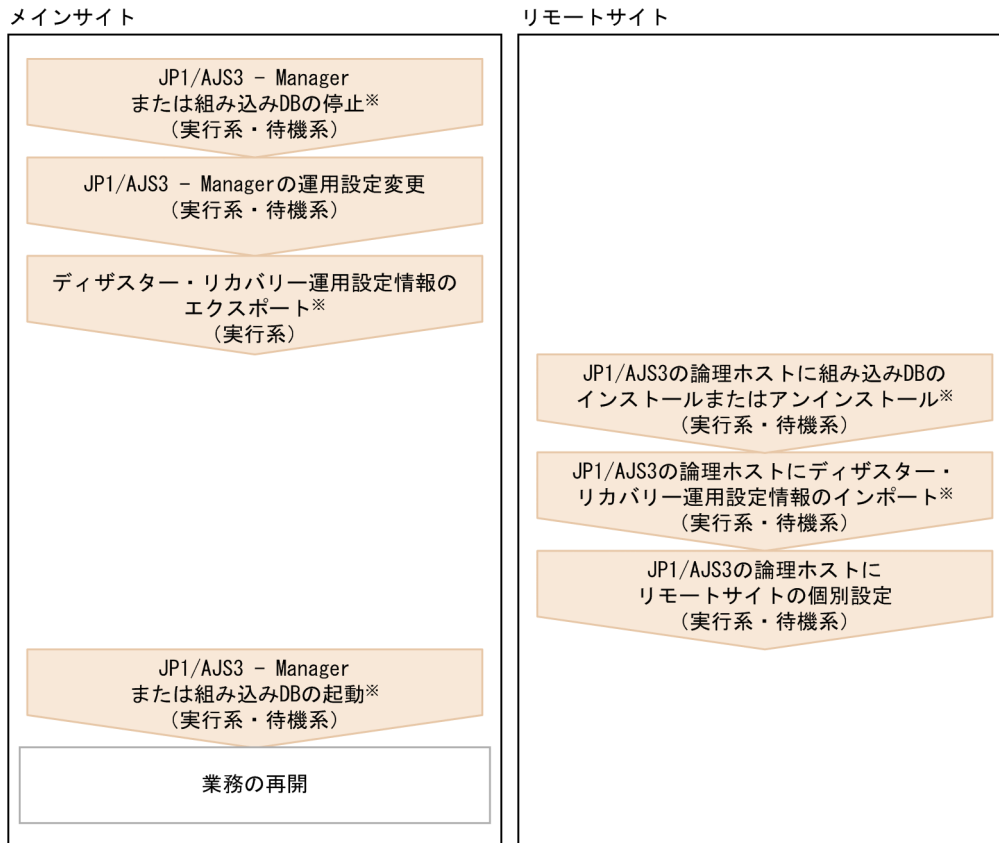 メインサイト
リモートサイト
JP1/AJS3 − Manager
または組み込みDBの停止※
（実行系・待機系）
JP1/AJS3 − Managerの運用設定変更
（実行系・待機系）
ディザスター・リカバリー運用設定情報の
エクスポート※
（実行系）
JP1/AJS3の論理ホストに組み込みDBの
インストールまたはアンインストール※
（実行系・待機系）
JP1/AJS3の論理ホストにディザスター・
リカバリー運用設定情報のインポート※
（実行系・待機系）
JP1/AJS3の論理ホストに
リモートサイトの個別設定
（実行系・待機系）
JP1/AJS3 − Manager
または組み込みDBの起動※
（実行系・待機系）
業務の再開